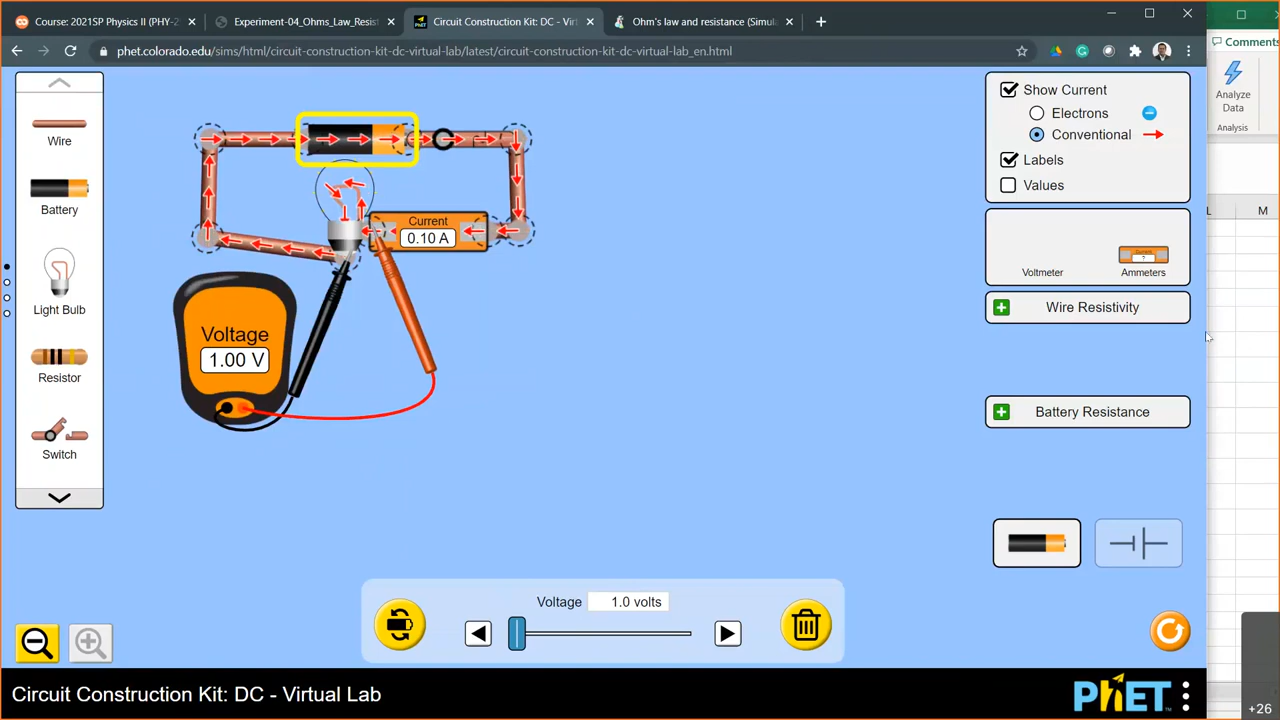 Course: 2021SP Physics II (PHY-2
Experiment-04_Ohms_Law_Resist
Circuit Construction Kit: DC - Virt
Ohm's law and resistance (Simula
phet.colorado.edu/sims/html/circuit-construction-kit-dc-virtual-lab/latest/circuit-construction-kit-dc-virtual-lab_en.html
Comments
Analyze
Data
Analysis
L
M
Wire
Battery
Light Bulb
Resistor
Switch
Current
0.10 A
Voltage
1.00 V
Show Current
Electrons
Conventional
Labels
Values
Voltmeter
Current
?
Ammeters
Wire Resistivity
Battery Resistance
Voltage
1.0 volts
Circuit Construction Kit: DC - Virtual Lab
PhET
+26